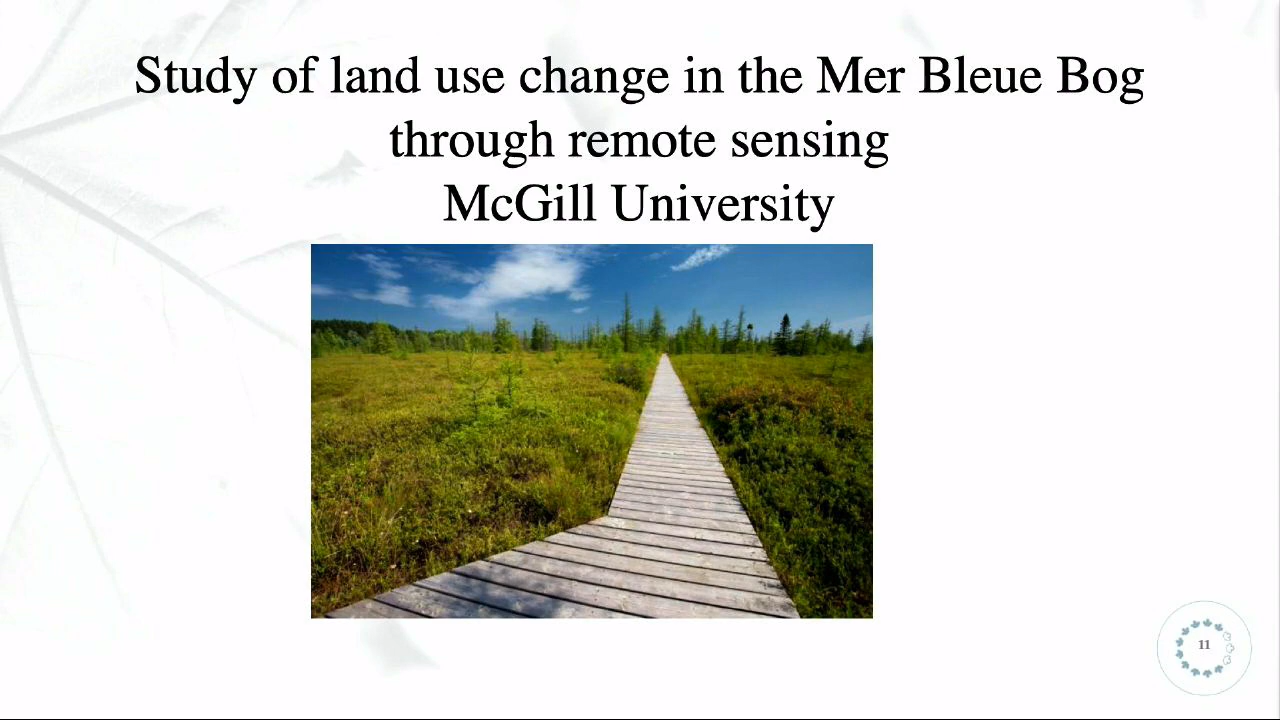 Study of land use change in the Mer Bleue Bog
through remote sensing
McGill University
11